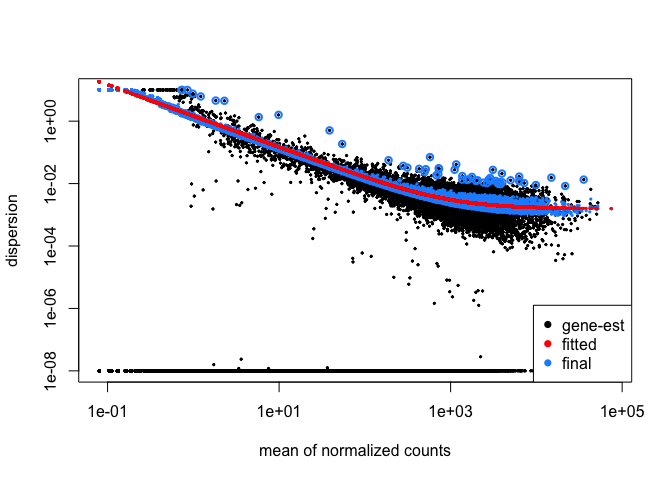 1e+00
1e-02
1e-04
1e-06
1e-08
dispersion
gene-est
fitted
final
1e-01
1e+01
1e+03
1e+05
mean of normalized counts